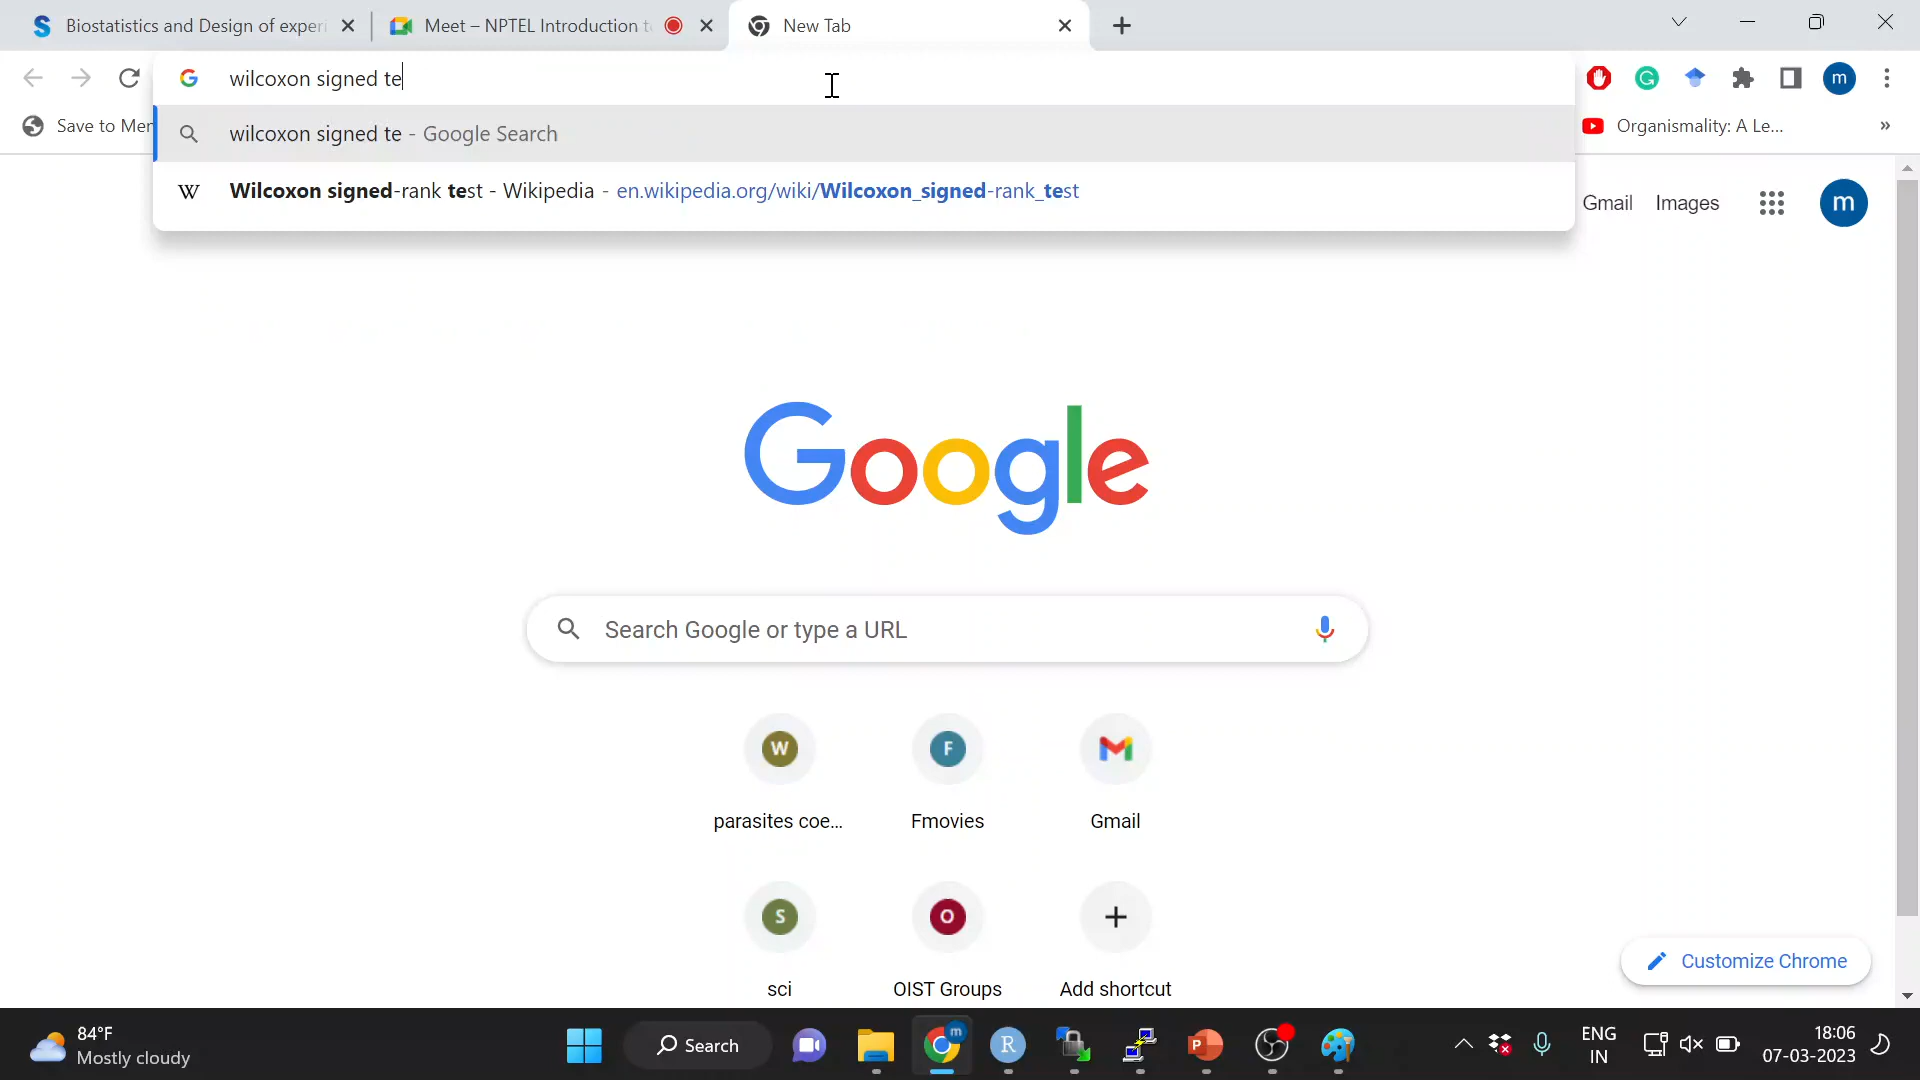 Biostatistics and Design of experi
Meet – NPTEL Introduction to
New Tab
wilcoxon signed te
Save to Mer
wilcoxon signed te - Google Search
Organismality: A Le...
»
W Wilcoxon signed-rank test - Wikipedia - en.wikipedia.org/wiki/Wilcoxon_signed-rank_test
Gmail Images m
Google
Search Google or type a URL
W F
parasites coe... Fmovies Gmail
S O
sci OIST Groups Add shortcut
Customize Chrome
84°F
Mostly cloudy
Search
ENG
IN
18:06
07-03-2023